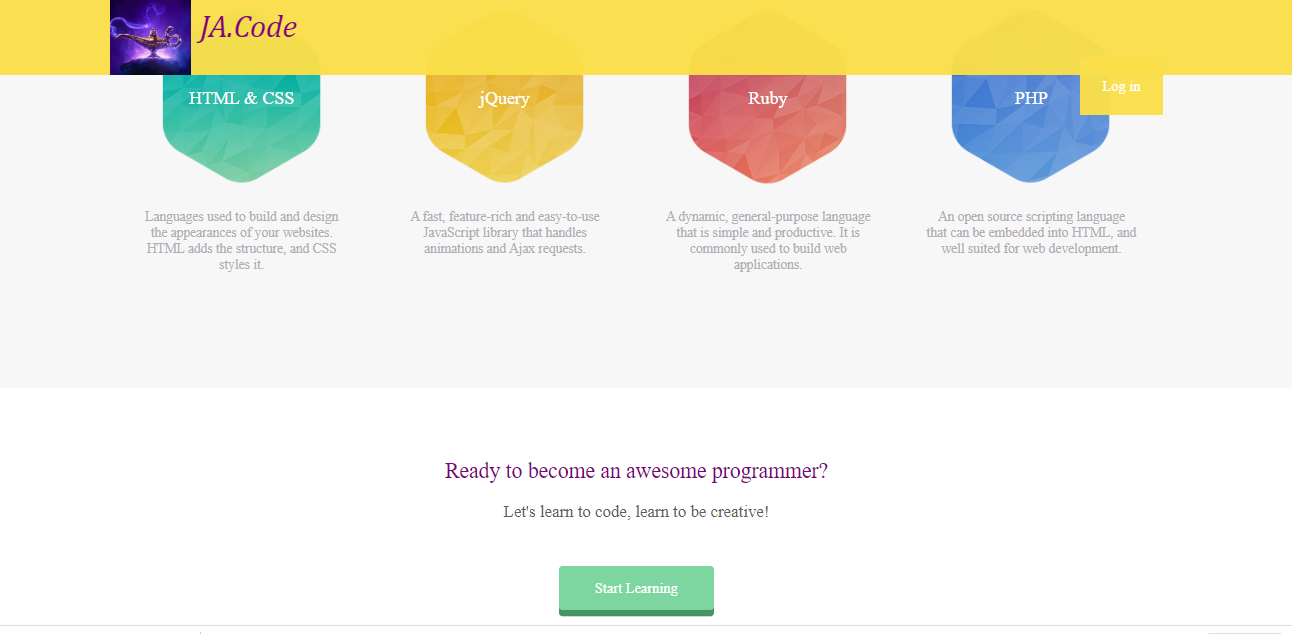 JA.Code
Log in
HTML & CSS
jQuery
Ruby
PHP
Languages used to build and design
the appearances of your websites.
HTML adds the structure, and CSS
styles it.
A fast, feature-rich and easy-to-use
JavaScript library that handles
animations and Ajax requests.
A dynamic, general-purpose language
that is simple and productive. It is
commonly used to build web
applications.
An open source scripting language
that can be embedded into HTML, and
well suited for web development.
Ready to become an awesome programmer?
Let's learn to code, learn to be creative!
Start Learning